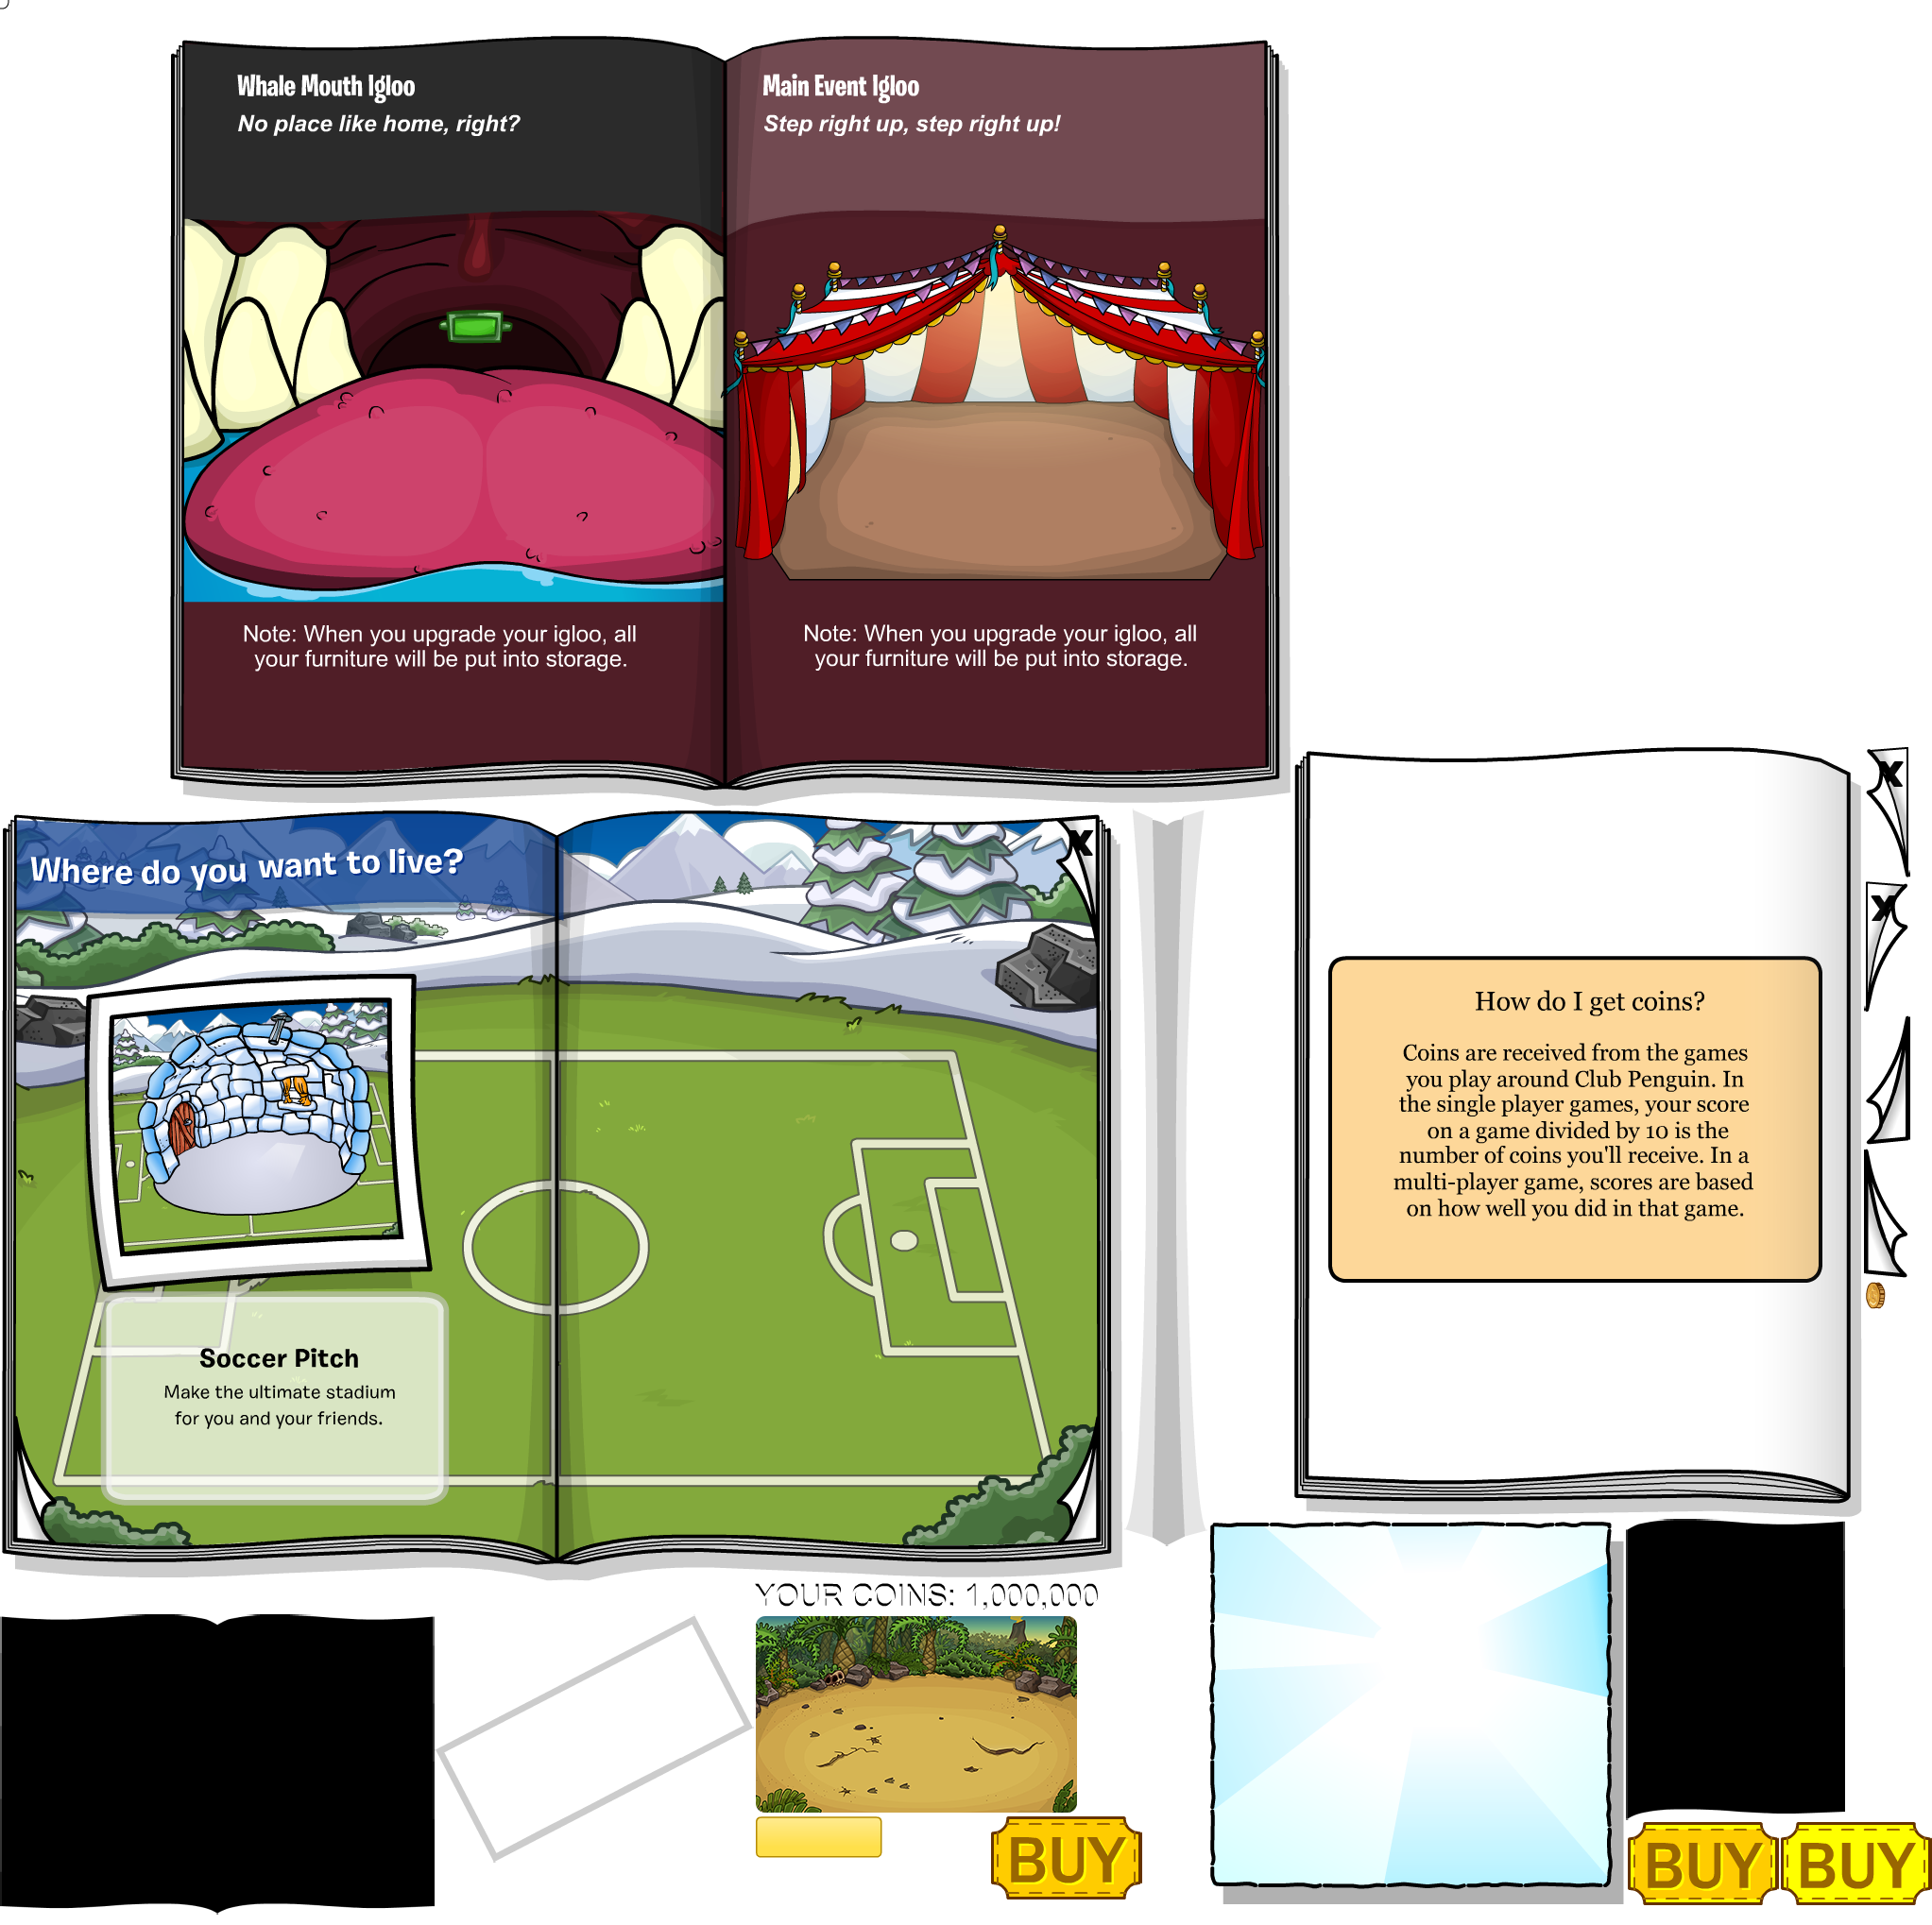 Whale Mouth Igloo
No place like home, right?
Note: When you upgrade your igloo, all
your furniture will be put into storage.
Main Event Igloo
Step right up, step right up!
Note: When you upgrade your igloo, all
your furniture will be put into storage.
Where do you want to live?
X
Soccer Pitch
Make the ultimate stadium
for you and your friends.
How do I get coins?
Coins are received from the games
you play around Club Penguin. In
the single player games, your score
on a game divided by 10 is the
number of coins you'll receive. In a
multi-player game, scores are based
on how well you did in that game.
X
X
YOUR COINS: 1,000,000
BUY
BUY
BUY